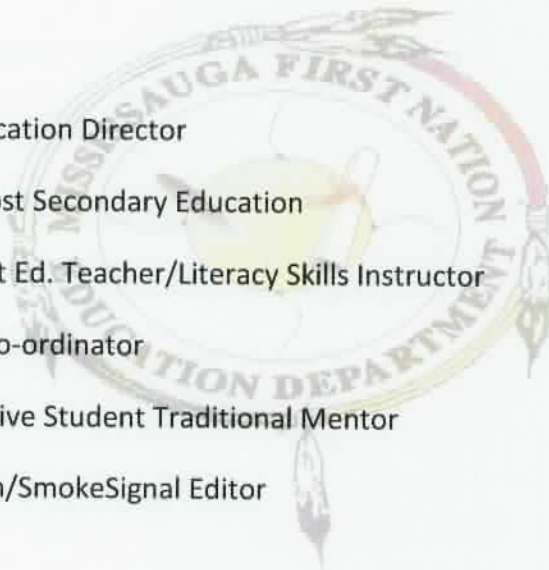 MISSISSAUGA FIRST NATION
EDUCATION DEPARTMENT
cation Director
st Secondary Education
t Ed. Teacher/Literacy Skills Instructor
o-ordinator
ive Student Traditional Mentor
/SmokeSignal Editor